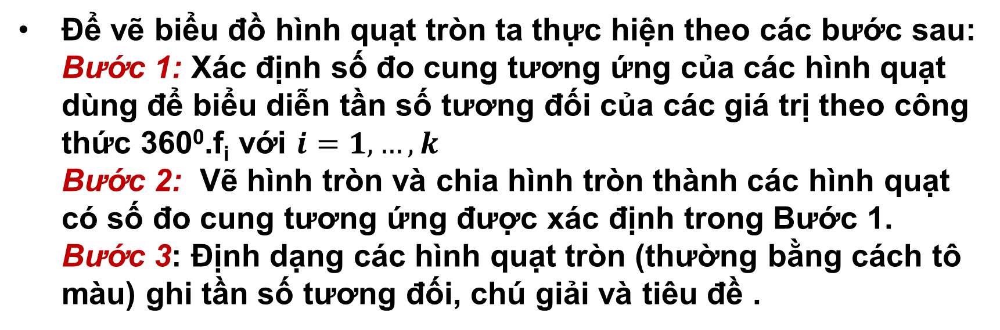 • Để vẽ biểu đồ hình quạt tròn ta thực hiện theo các bước sau:
Bước 1: Xác định số đo cung tương ứng của các hình quạt
dùng để biểu diễn tần số tương đối của các giá trị theo công
thức 360⁰.fᵢ với 𝒊 = 𝟏, … , 𝒌
Bước 2: Vẽ hình tròn và chia hình tròn thành các hình quạt
có số đo cung tương ứng được xác định trong Bước 1.
Bước 3: Định dạng các hình quạt tròn (thường bằng cách tô
màu) ghi tần số tương đối, chú giải và tiêu đề .